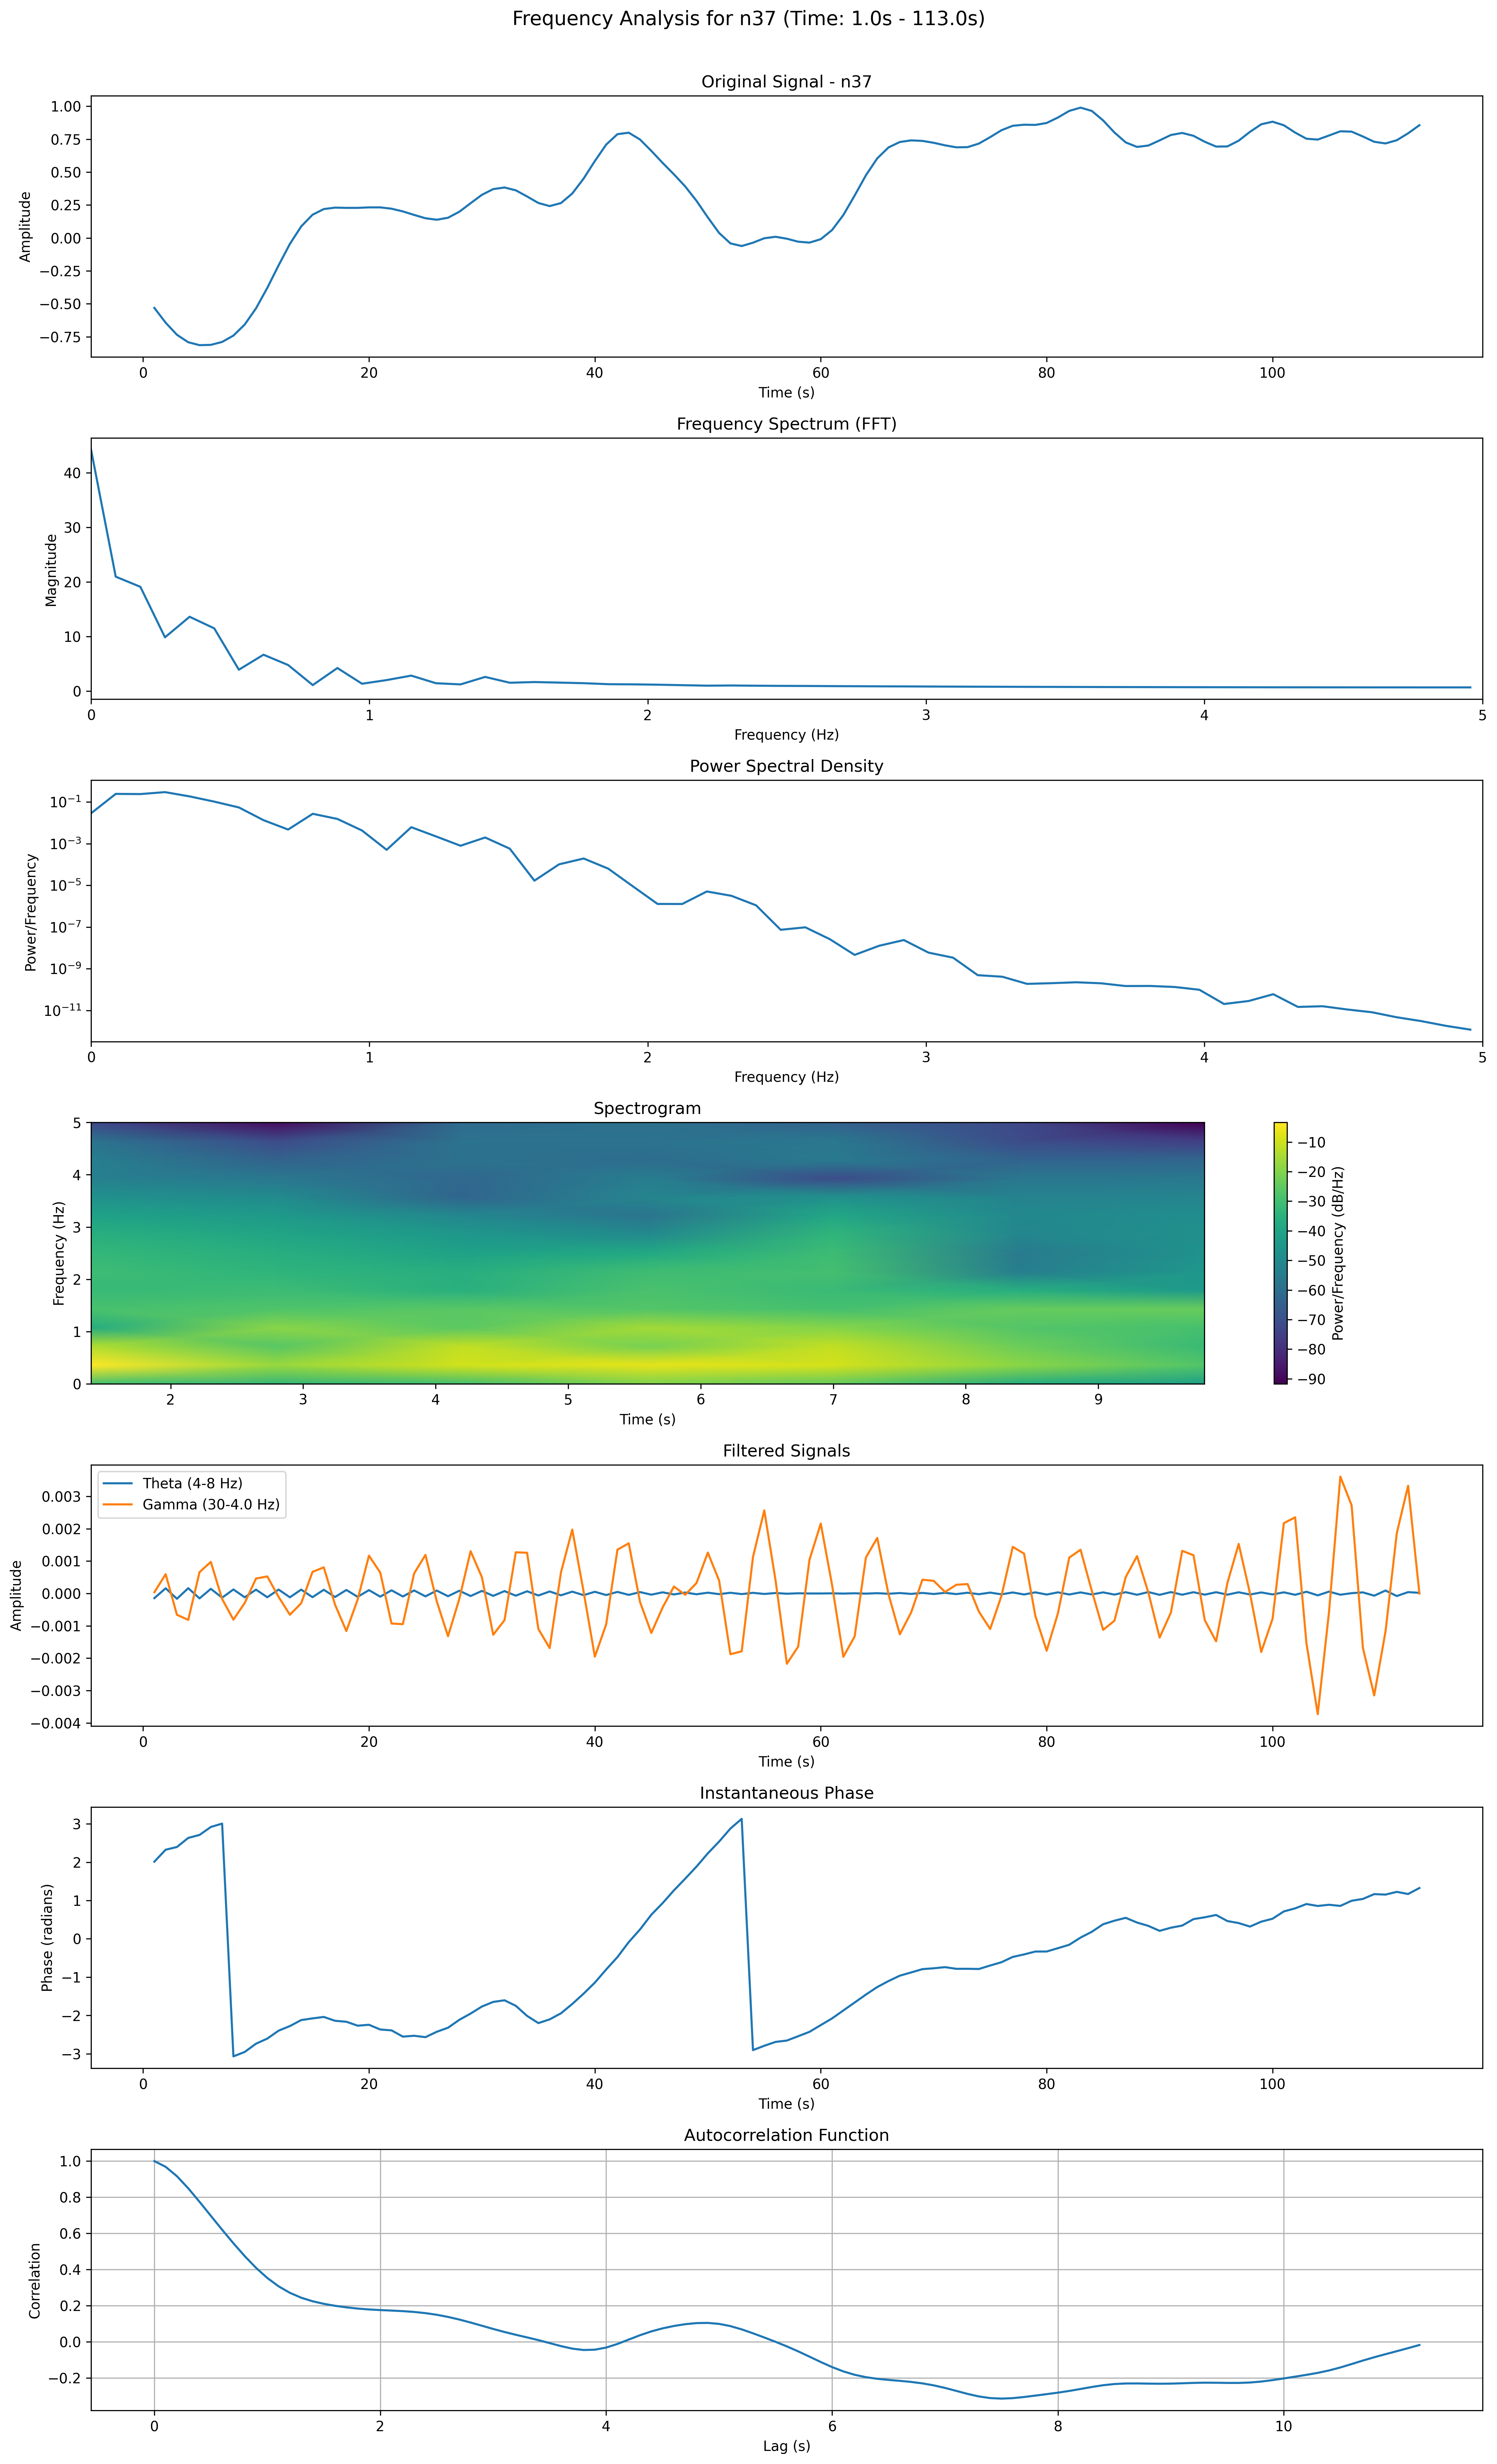 Frequency Analysis for n37 (Time: 1.0s - 113.0s)
Original Signal - n37
Amplitude
1.00
0.75
0.50
0.25
0.00
−0.25
−0.50
−0.75
0 20 40 60 80 100
Time (s)
Frequency Spectrum (FFT)
Magnitude
40
30
20
10
0
0 1 2 3 4 5
Frequency (Hz)
Power Spectral Density
Power/Frequency
10⁻¹
10⁻³
10⁻⁵
10⁻⁷
10⁻⁹
10⁻¹¹
0 1 2 3 4 5
Frequency (Hz)
Spectrogram
Frequency (Hz)
5
4
3
2
1
0
2 3 4 5 6 7 8 9
Time (s)
−10
−20
−30
−40
−50
−60
−70
−80
−90
Power/Frequency (dB/Hz)
Filtered Signals
Theta (4-8 Hz)
Gamma (30-4.0 Hz)
Amplitude
0.003
0.002
0.001
0.000
−0.001
−0.002
−0.003
−0.004
0 20 40 60 80 100
Time (s)
Instantaneous Phase
Phase (radians)
3
2
1
0
−1
−2
−3
0 20 40 60 80 100
Time (s)
Autocorrelation Function
Correlation
1.0
0.8
0.6
0.4
0.2
0.0
−0.2
0 2 4 6 8 10
Lag (s)